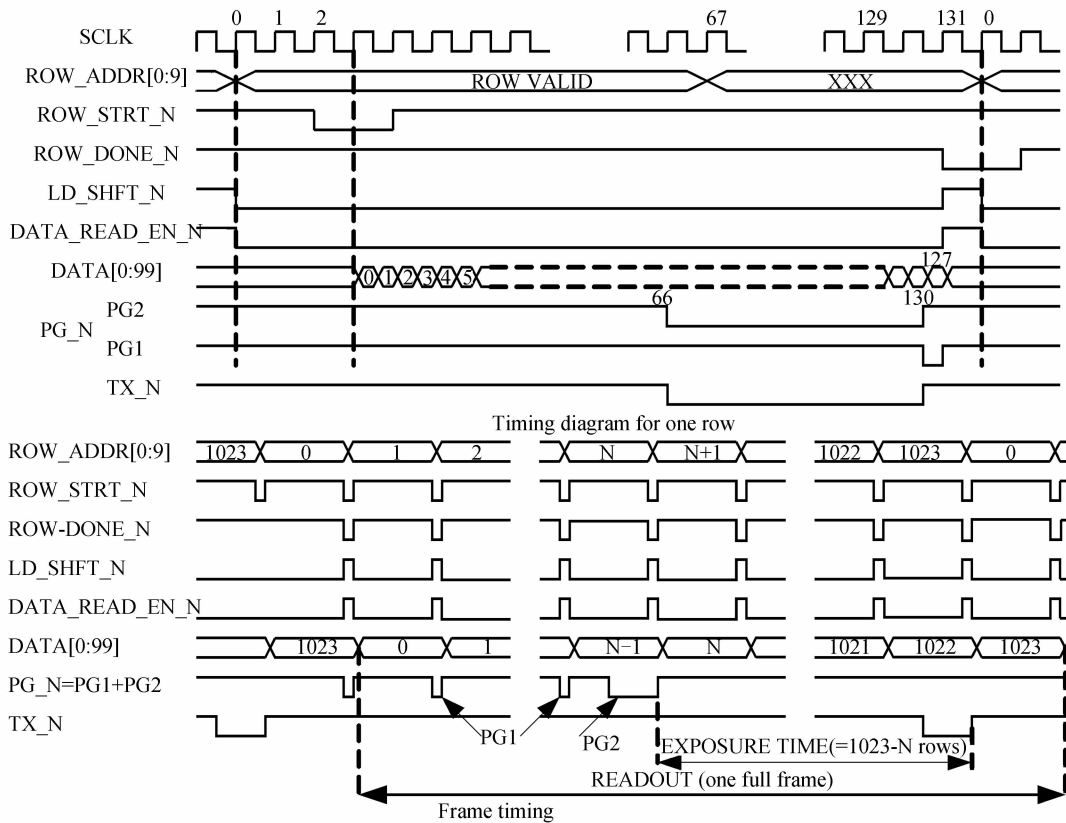 0 1 2 67 129 131 0
SCLK
ROW_ADDR[0:9] ROW VALID XXX
ROW_STRT_N
ROW_DONE_N
LD_SHFT_N
DATA_READ_EN_N
127
DATA[0:99] 0 1 2 3 4 5
66 130
PG2
PG_N
PG1
TX_N
Timing diagram for one row
ROW_ADDR[0:9] 1023 0 1 2 N N+1 1022 1023 0
ROW_STRT_N
ROW-DONE_N
LD_SHFT_N
DATA_READ_EN_N
DATA[0:99] 1023 0 1 N−1 N 1021 1022 1023
PG_N=PG1+PG2
TX_N
PG1 PG2
EXPOSURE TIME(=1023-N rows)
READOUT (one full frame)
Frame timing